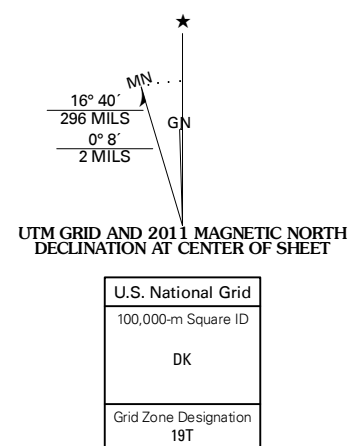 ★
MN
16° 40´
296 MILS
GN
0° 8´
2 MILS
UTM GRID AND 2011 MAGNETIC NORTH
DECLINATION AT CENTER OF SHEET
U.S. National Grid
100,000-m Square ID
DK
Grid Zone Designation
19T